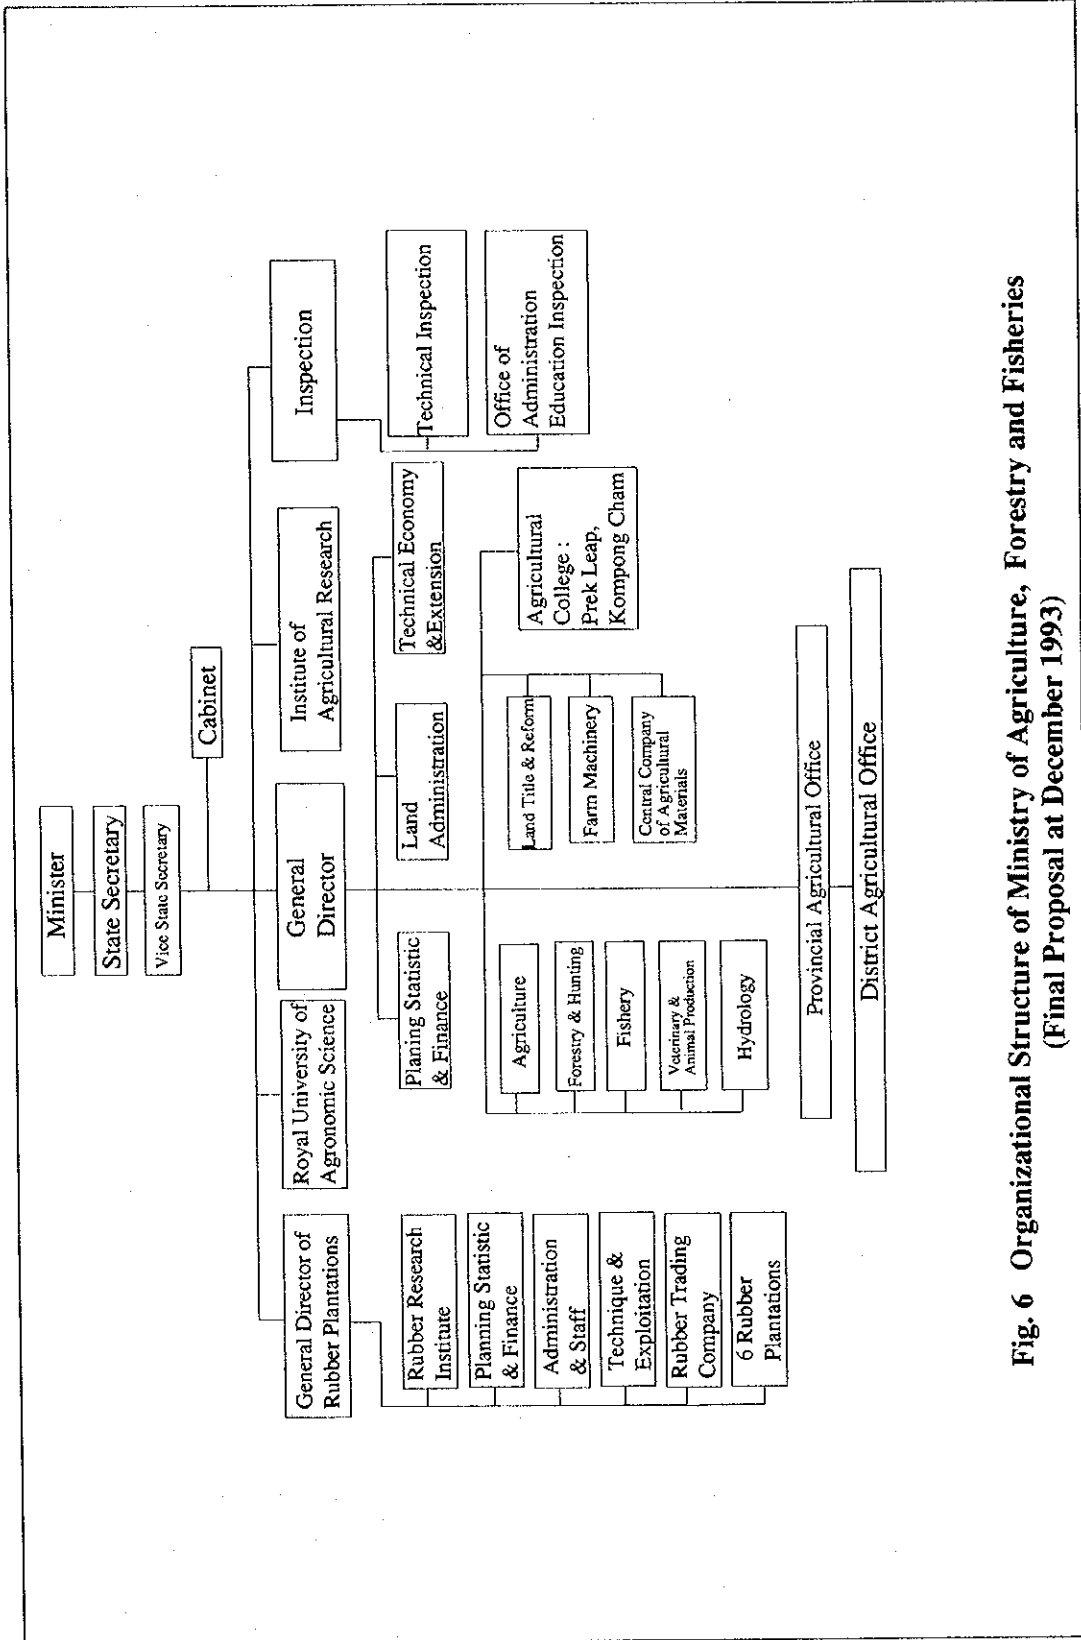 Minister
State Secretary
Vice State Secretary
Cabinet
General Director of
Rubber Plantations
Royal University of
Agronomic Science
General
Director
Institute of
Agricultural Research
Inspection
Rubber Research
Institute
Planning Statistic
& Finance
Administration
& Staff
Technique &
Exploitation
Rubber Trading
Company
6 Rubber
Plantations
Planing Statistic
& Finance
Land
Administration
Technical Economy
&Extension
Technical Inspection
Office of
Administration
Education Inspection
Agriculture
Forestry & Hunting
Fishery
Veterinary &
Animal Production
Hydrology
Land Title & Reform
Farm Machinery
Central Company
of Agricultural
Materials
Agricultural
College :
Prek Leap,
Kompong Cham
Provincial Agricultural Office
District Agricultural Office
Fig. 6 Organizational Structure of Ministry of Agriculture, Forestry and Fisheries
(Final Proposal at December 1993)